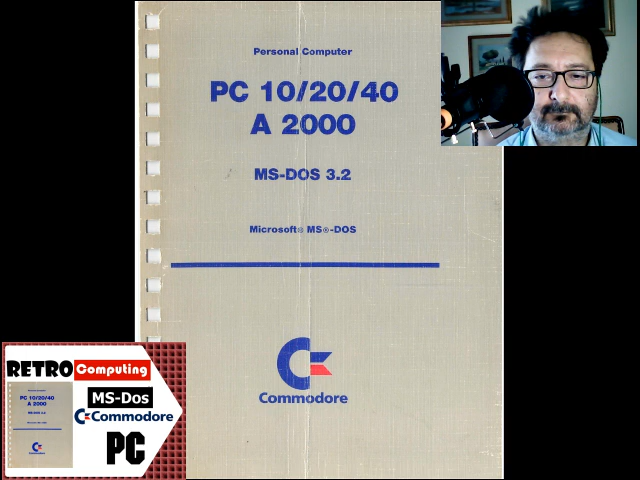 Personal Computer
PC 10/20/40
A 2000
MS-DOS 3.2
Microsoft® MS®-DOS
Commodore
RETRO Computing
PC 10/20/40
A 2000
MS-Dos
Commodore
PC